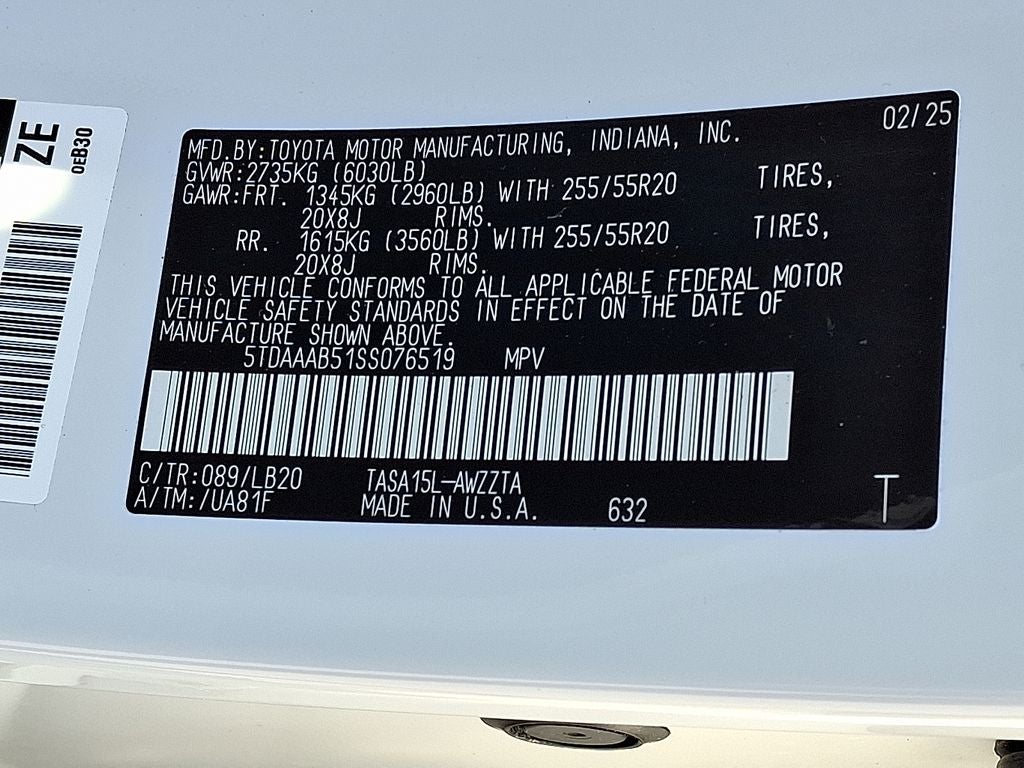 ZE
0EB30
02/25
MFD.BY:TOYOTA MOTOR MANUFACTURING, INDIANA, INC.
GVWR:2735KG (6030LB)
GAWR:FRT. 1345KG (2960LB) WITH 255/55R20 TIRES,
20X8J RIMS.
RR. 1615KG (3560LB) WITH 255/55R20 TIRES,
20X8J RIMS.
THIS VEHICLE CONFORMS TO ALL APPLICABLE FEDERAL MOTOR
VEHICLE SAFETY STANDARDS IN EFFECT ON THE DATE OF
MANUFACTURE SHOWN ABOVE.
5TDAAAB51SS076519 MPV
C/TR:089/LB20 TASA15L-AWZZTA
A/TM:/UA81F MADE IN U.S.A. 632
T